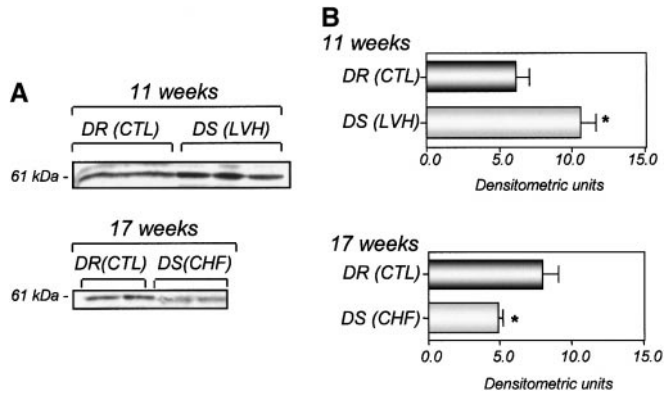 A
11 weeks
DR (CTL) DS (LVH)
61 kDa -
17 weeks
DR(CTL) DS(CHF)
61 kDa -
B
11 weeks
DR (CTL)
DS (LVH)
*
0.0 5.0 10.0 15.0
Densitometric units
17 weeks
DR (CTL)
DS (CHF)
*
0.0 5.0 10.0 15.0
Densitometric units